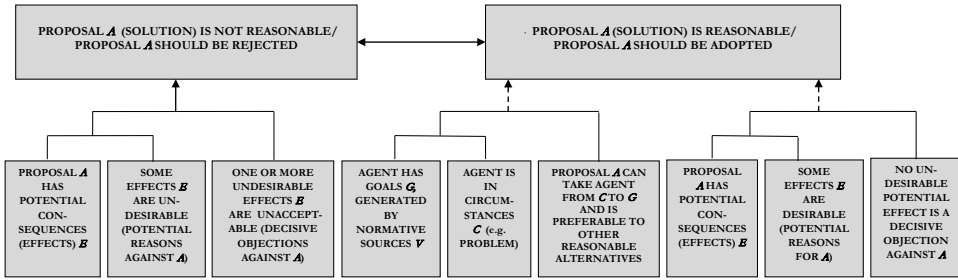 PROPOSAL A (SOLUTION) IS NOT REASONABLE/
PROPOSAL A SHOULD BE REJECTED
PROPOSAL A (SOLUTION) IS REASONABLE/
PROPOSAL A SHOULD BE ADOPTED
PROPOSAL A
HAS
POTENTIAL
CON-
SEQUENCES
(EFFECTS) E
SOME
EFFECTS E
ARE UN-
DESIRABLE
(POTENTIAL
REASONS
AGAINST A)
ONE OR MORE
UNDESIRABLE
EFFECTS E
ARE UNACCEPT-
ABLE (DECISIVE
OBJECTIONS
AGAINST A)
AGENT HAS
GOALS G,
GENERATED
BY
NORMATIVE
SOURCES V
AGENT IS
IN
CIRCUM-
STANCES
C (e.g.
PROBLEM)
PROPOSAL A CAN
TAKE AGENT
FROM C TO G
AND IS
PREFERABLE TO
OTHER
REASONABLE
ALTERNATIVES
PROPOSAL
A HAS
POTENTIAL
CON-
SEQUENCES
(EFFECTS) E
SOME
EFFECTS E
ARE
DESIRABLE
(POTENTIAL
REASONS
FOR A)
NO UN-
DESIRABLE
POTENTIAL
EFFECT IS A
DECISIVE
OBJECTION
AGAINST A